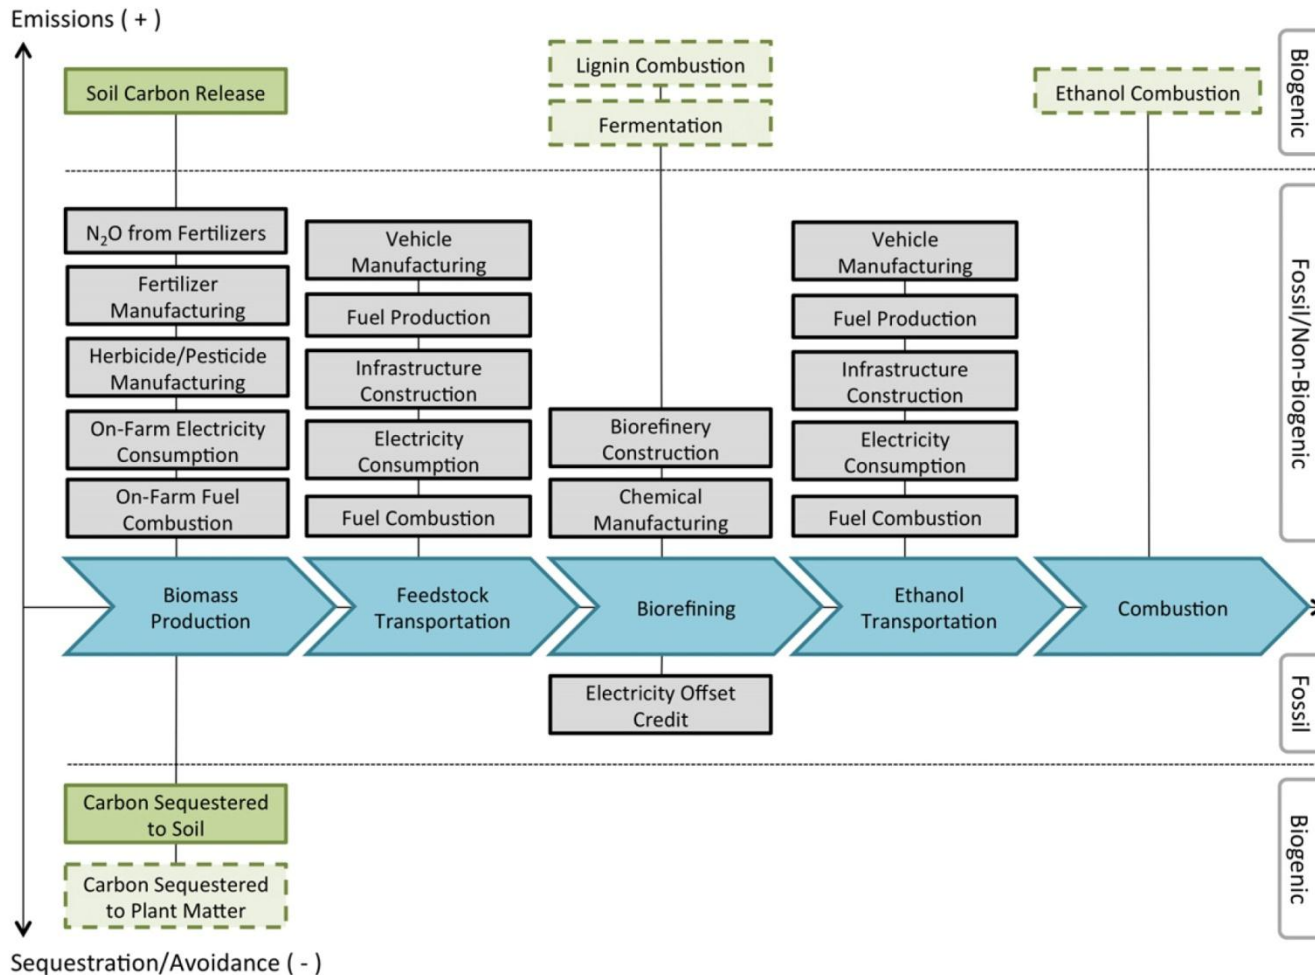 Emissions ( + )
Soil Carbon Release
Lignin Combustion
Fermentation
Ethanol Combustion
Biogenic
N₂O from Fertilizers
Fertilizer
Manufacturing
Herbicide/Pesticide
Manufacturing
On-Farm Electricity
Consumption
On-Farm Fuel
Combustion
Vehicle
Manufacturing
Fuel Production
Infrastructure
Construction
Electricity
Consumption
Fuel Combustion
Biorefinery
Construction
Chemical
Manufacturing
Vehicle
Manufacturing
Fuel Production
Infrastructure
Construction
Electricity
Consumption
Fuel Combustion
Fossil/Non-Biogenic
Biomass
Production
Feedstock
Transportation
Biorefining
Ethanol
Transportation
Combustion
Electricity Offset
Credit
Fossil
Carbon Sequestered
to Soil
Carbon Sequestered
to Plant Matter
Biogenic
Sequestration/Avoidance ( - )